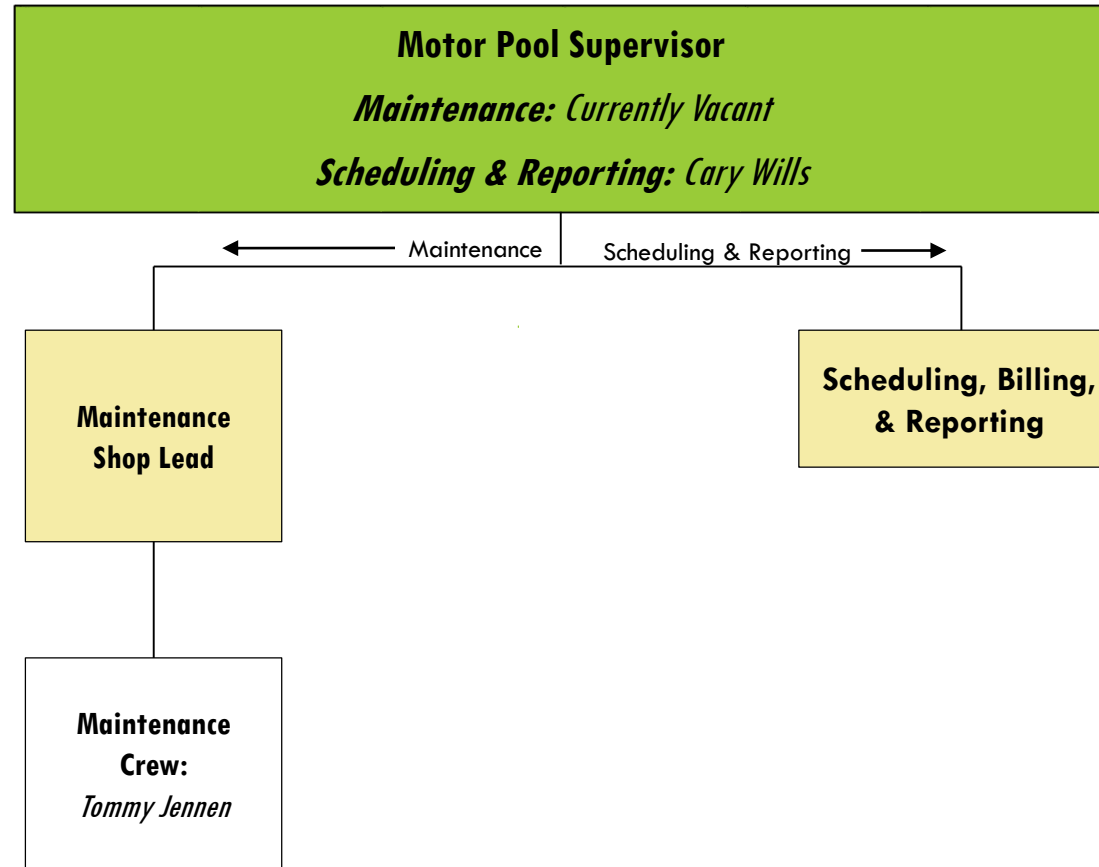 Motor Pool Supervisor
Maintenance: Currently Vacant
Scheduling & Reporting: Cary Wills
Maintenance
Scheduling & Reporting
Maintenance
Shop Lead
Scheduling, Billing,
& Reporting
Maintenance
Crew:
Tommy Jennen